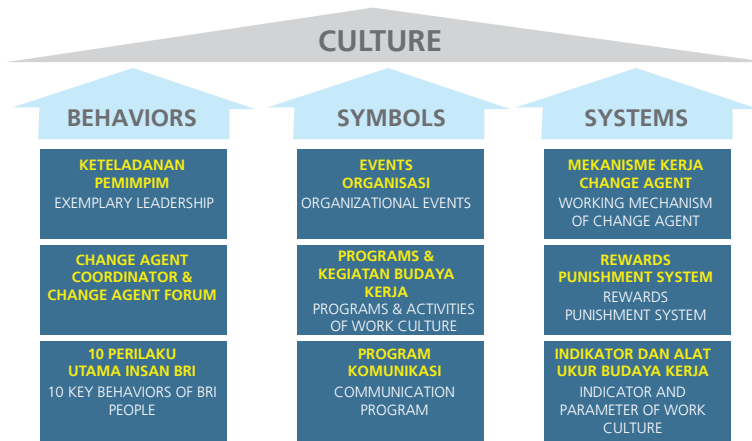 CULTURE
BEHAVIORS
KETELADANAN
PEMIMPIM
EXEMPLARY LEADERSHIP
CHANGE AGENT
COORDINATOR &
CHANGE AGENT FORUM
10 PERILAKU
UTAMA INSAN BRI
10 KEY BEHAVIORS OF BRI
PEOPLE
SYMBOLS
EVENTS
ORGANISASI
ORGANIZATIONAL EVENTS
PROGRAMS &
KEGIATAN BUDAYA
KERJA
PROGRAMS & ACTIVITIES
OF WORK CULTURE
PROGRAM
KOMUNIKASI
COMMUNICATION
PROGRAM
SYSTEMS
MEKANISME KERJA
CHANGE AGENT
WORKING MECHANISM
OF CHANGE AGENT
REWARDS
PUNISHMENT SYSTEM
REWARDS
PUNISHMENT SYSTEM
INDIKATOR DAN ALAT
UKUR BUDAYA KERJA
INDICATOR AND
PARAMETER OF WORK
CULTURE